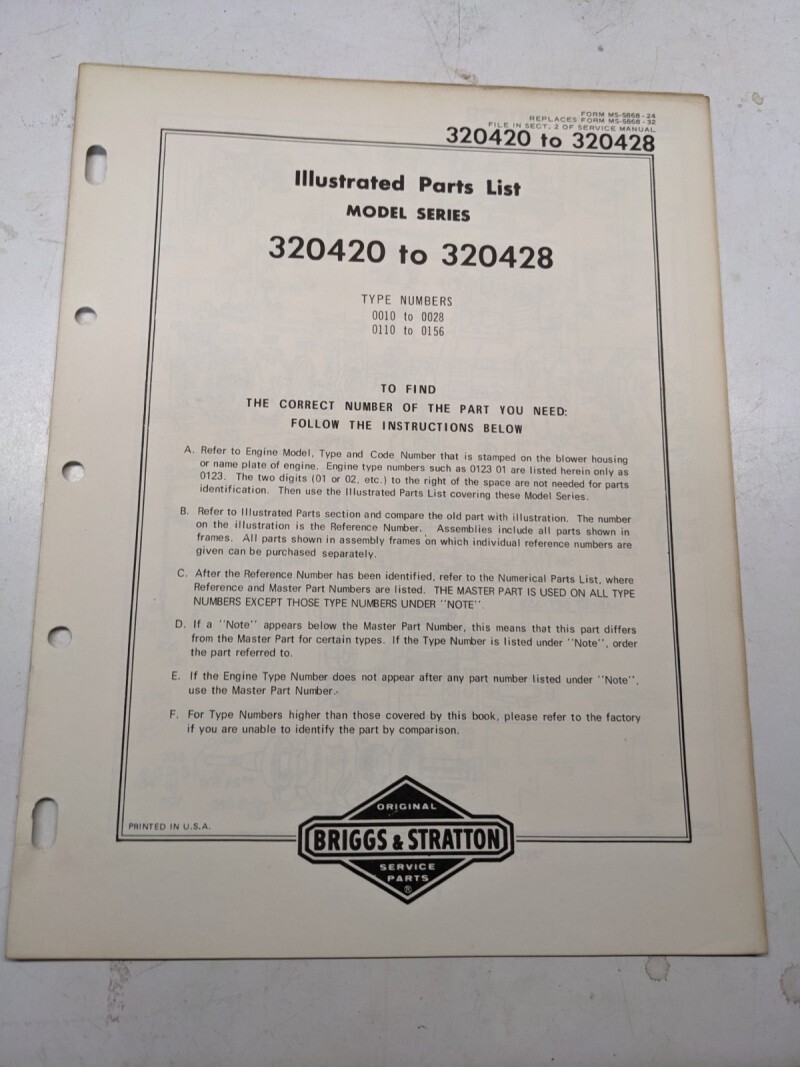 FORM MS-5868-24
REPLACES FORM MS-5868-32
FILE IN SECT. 2 OF SERVICE MANUAL
320420 to 320428
Illustrated Parts List
MODEL SERIES
320420 to 320428
TYPE NUMBERS
0010 to 0028
0110 to 0156
TO FIND
THE CORRECT NUMBER OF THE PART YOU NEED:
FOLLOW THE INSTRUCTIONS BELOW
A. Refer to Engine Model, Type and Code Number that is stamped on the blower housing
or name plate of engine. Engine type numbers such as 0123 01 are listed herein only as
0123. The two digits (01 or 02, etc.) to the right of the space are not needed for parts
identification. Then use the Illustrated Parts List covering these Model Series.
B. Refer to Illustrated Parts section and compare the old part with illustration. The number
on the illustration is the Reference Number. Assemblies include all parts shown in
frames. All parts shown in assembly frames on which individual reference numbers are
given can be purchased separately.
C. After the Reference Number has been identified, refer to the Numerical Parts List, where
Reference and Master Part Numbers are listed. THE MASTER PART IS USED ON ALL TYPE
NUMBERS EXCEPT THOSE TYPE NUMBERS UNDER "NOTE".
D. If a "Note" appears below the Master Part Number, this means that this part differs
from the Master Part for certain types. If the Type Number is listed under "Note", order
the part referred to.
E. If the Engine Type Number does not appear after any part number listed under "Note",
use the Master Part Number.
F. For Type Numbers higher than those covered by this book, please refer to the factory
if you are unable to identify the part by comparison.
PRINTED IN U.S.A.
ORIGINAL
BRIGGS & STRATTON
SERVICE
PARTS
®